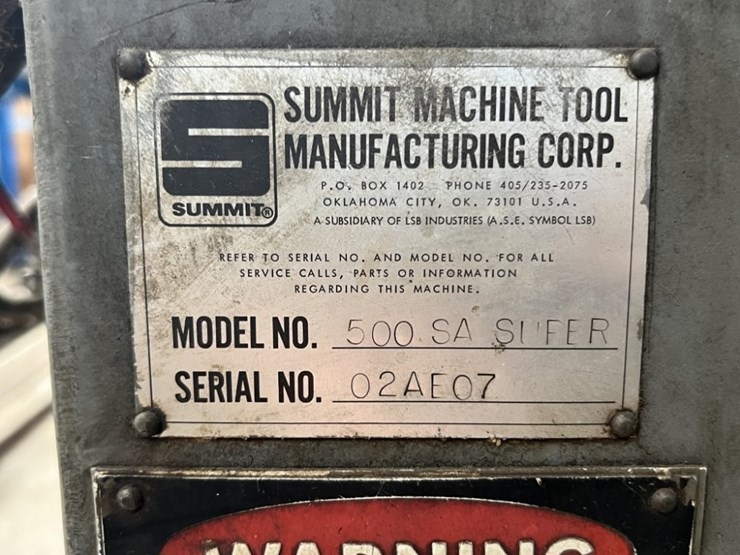 SUMMIT MACHINE TOOL
MANUFACTURING CORP.
SUMMIT®
P.O. BOX 1402 PHONE 405/235-2075
OKLAHOMA CITY, OK. 73101 U.S.A.
A SUBSIDIARY OF LSB INDUSTRIES (A.S.E. SYMBOL LSB)
REFER TO SERIAL NO. AND MODEL NO. FOR ALL
SERVICE CALLS, PARTS OR INFORMATION
REGARDING THIS MACHINE.
MODEL NO. 500 SA SUPER
SERIAL NO. 02AE07
WARNING